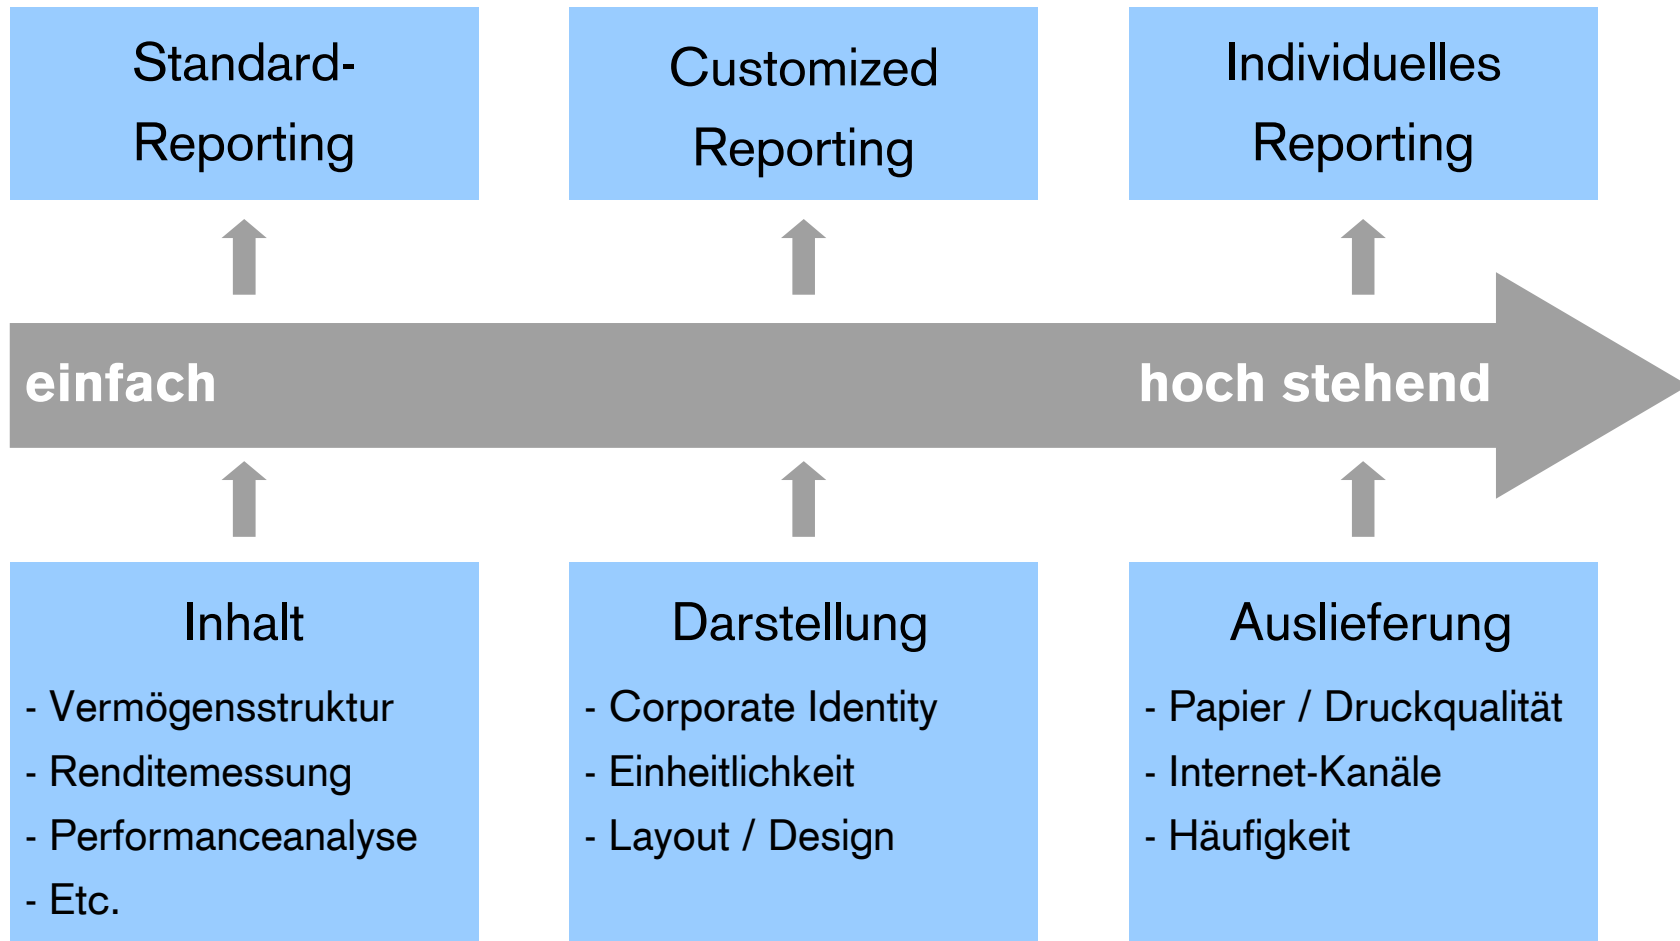 Standard-
Reporting
Customized
Reporting
Individuelles
Reporting
einfach
hoch stehend
Inhalt
- Vermögensstruktur
- Renditemessung
- Performanceanalyse
- Etc.
Darstellung
- Corporate Identity
- Einheitlichkeit
- Layout / Design
Auslieferung
- Papier / Druckqualität
- Internet-Kanäle
- Häufigkeit